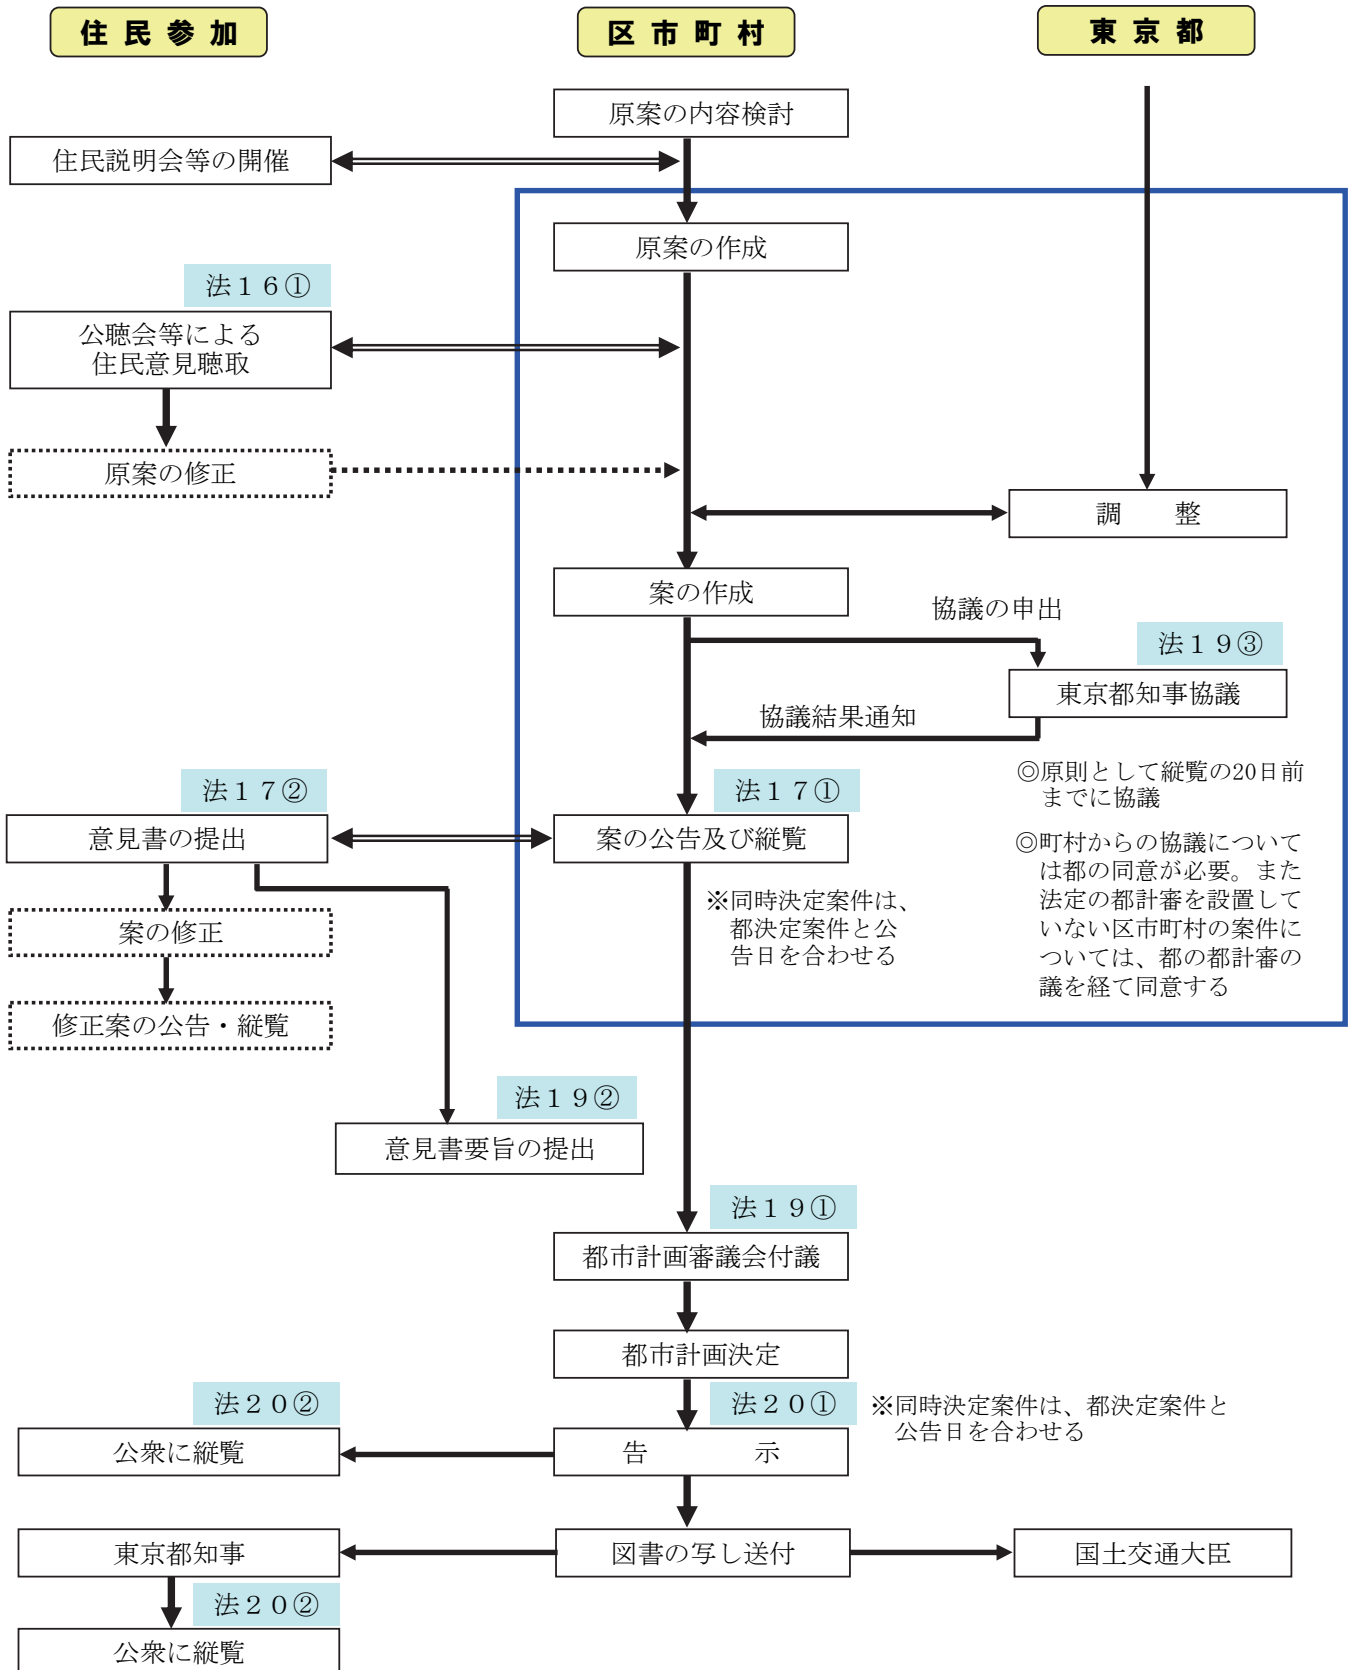 住民参加
区市町村
東京都
原案の内容検討
住民説明会等の開催
原案の作成
法１６①
公聴会等による
住民意見聴取
原案の修正
調　　整
案の作成
協議の申出
法１９③
東京都知事協議
協議結果通知
◎原則として縦覧の20日前
までに協議
法１７②
法１７①
意見書の提出
案の公告及び縦覧
◎町村からの協議について
は都の同意が必要。また
法定の都計審を設置して
いない区市町村の案件に
ついては、都の都計審の
議を経て同意する
※同時決定案件は、
都決定案件と公
告日を合わせる
案の修正
修正案の公告・縦覧
法１９②
意見書要旨の提出
法１９①
都市計画審議会付議
都市計画決定
法２０②
法２０①
※同時決定案件は、都決定案件と
公告日を合わせる
公衆に縦覧
告　　　　示
東京都知事
図書の写し送付
国土交通大臣
法２０②
公衆に縦覧